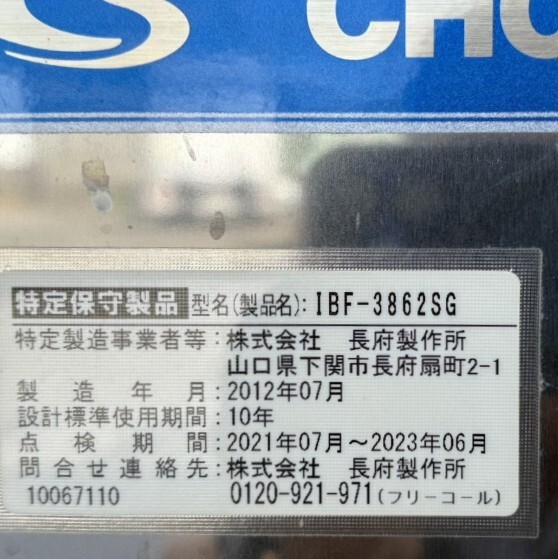 S CHO
特定保守製品 型名(製品名):IBF-3862SG
特定製造事業者等:株式会社 長府製作所
山口県下関市長府扇町2-1
製造年月:2012年07月
設計標準使用期間:10年
点検期間:2021年07月~2023年06月
問合せ連絡先:株式会社 長府製作所
10067110 0120-921-971(フリーコール)